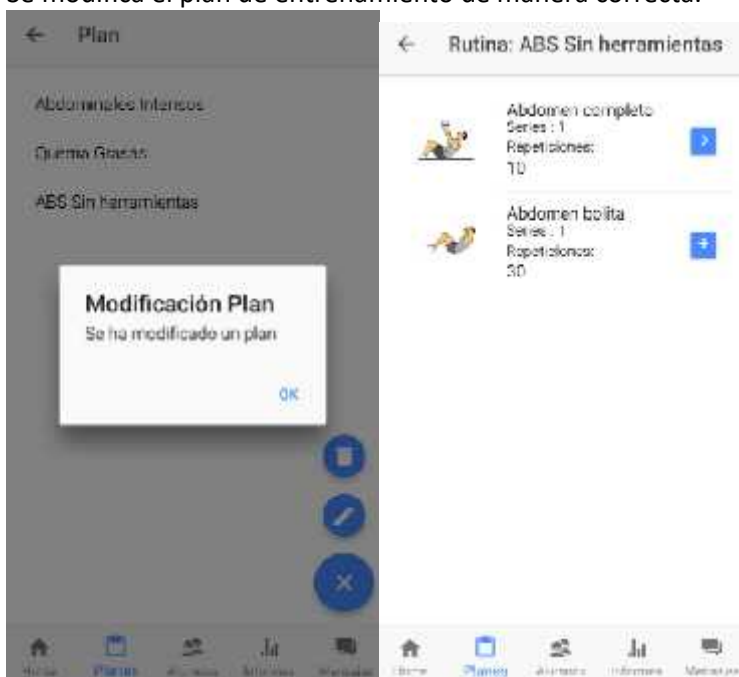 Se modifica el plan de entrenamiento de manera correcta.
Plan
Abdominales Intensos
Quema Grasas
ABS Sin herramientas
Modificación Plan
Se ha modificado un plan
OK
Planes
Rutina: ABS Sin herramientas
Abdomen completo
Series : 1
Repeticiones:
10
Abdomen bolita
Series : 1
Repeticiones:
30
Home
Planes
Alumnos
Informes
Mensajes